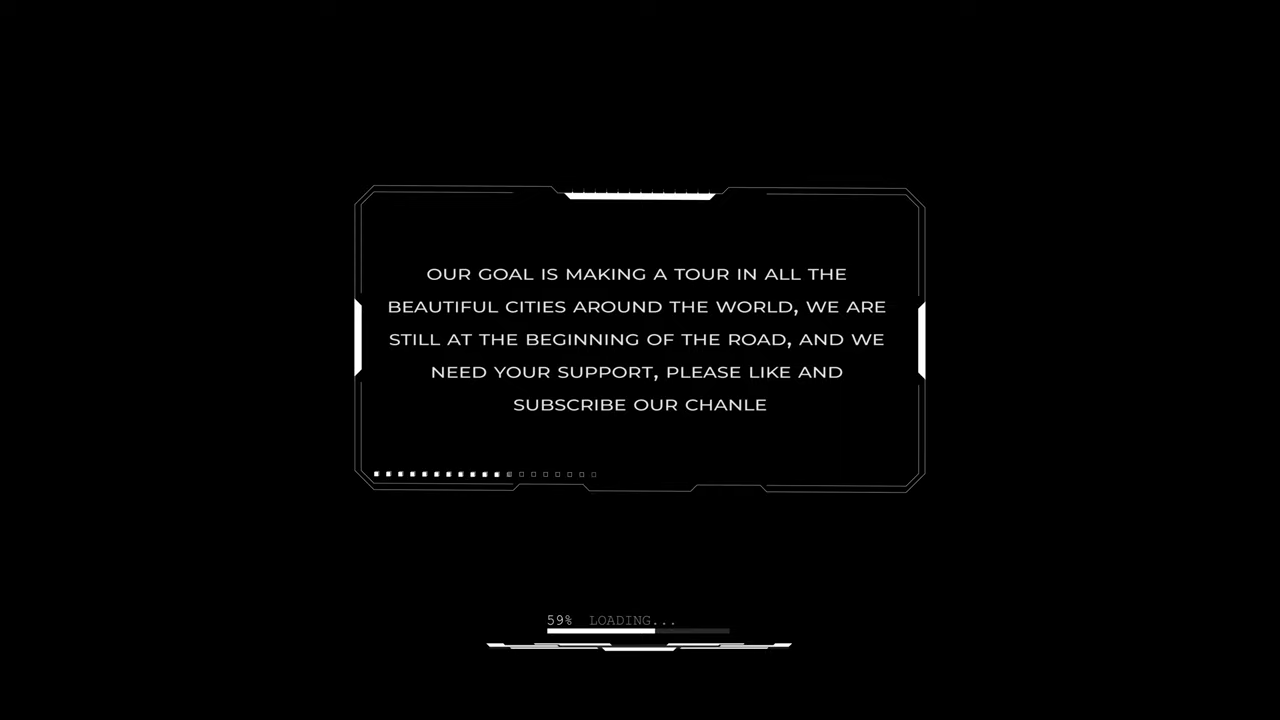 OUR GOAL IS MAKING A TOUR IN ALL THE
BEAUTIFUL CITIES AROUND THE WORLD, WE ARE
STILL AT THE BEGINNING OF THE ROAD, AND WE
NEED YOUR SUPPORT, PLEASE LIKE AND
SUBSCRIBE OUR CHANLE
59% LOADING...